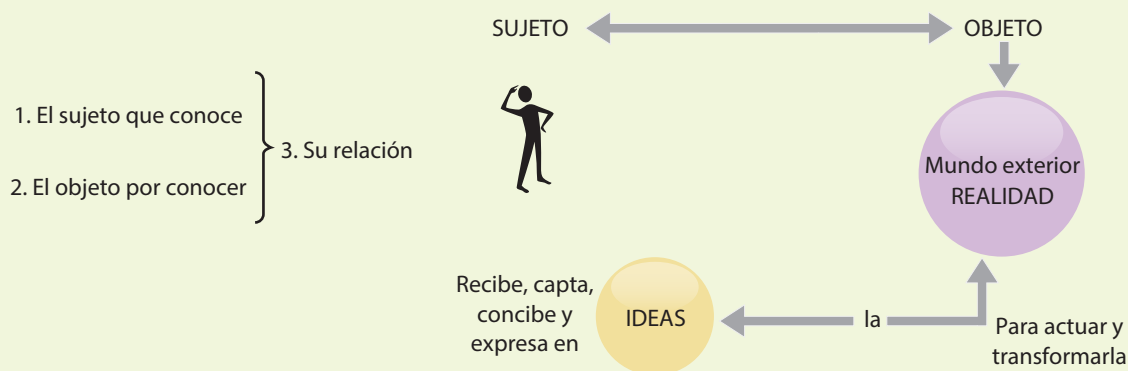 SUJETO
OBJETO
1. El sujeto que conoce
2. El objeto por conocer
3. Su relación
Mundo exterior
REALIDAD
Recibe, capta,
concibe y
expresa en
IDEAS
la
Para actuar y
transformarla